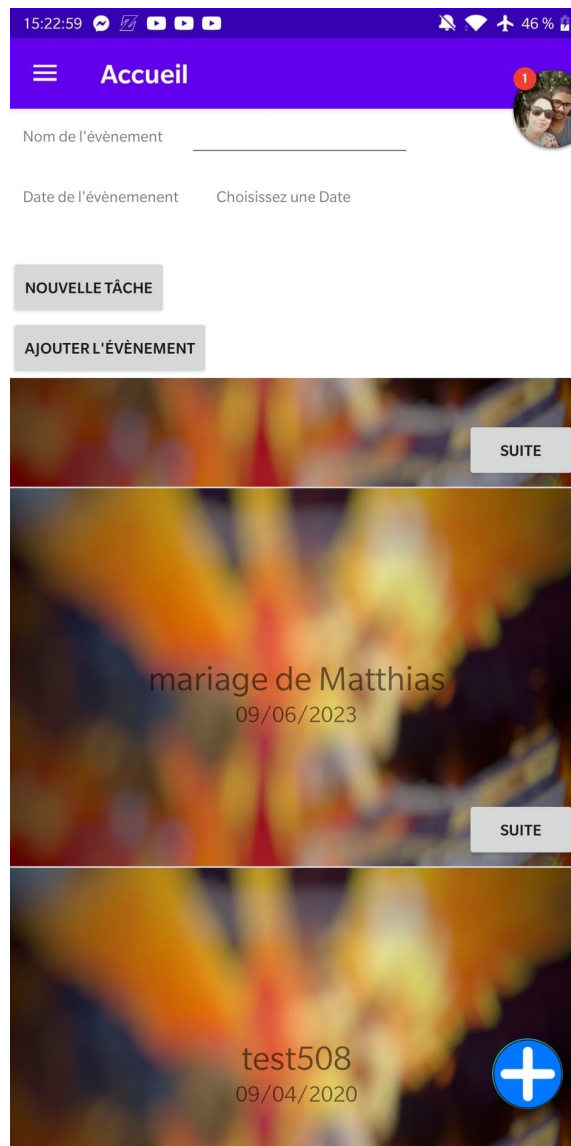 15:22:59 46 %
Accueil
1
Nom de l'évènement
Date de l'évènemenent Choisissez une Date
NOUVELLE TÂCHE
AJOUTER L'ÉVÈNEMENT
SUITE
mariage de Matthias
09/06/2023
SUITE
test508
09/04/2020